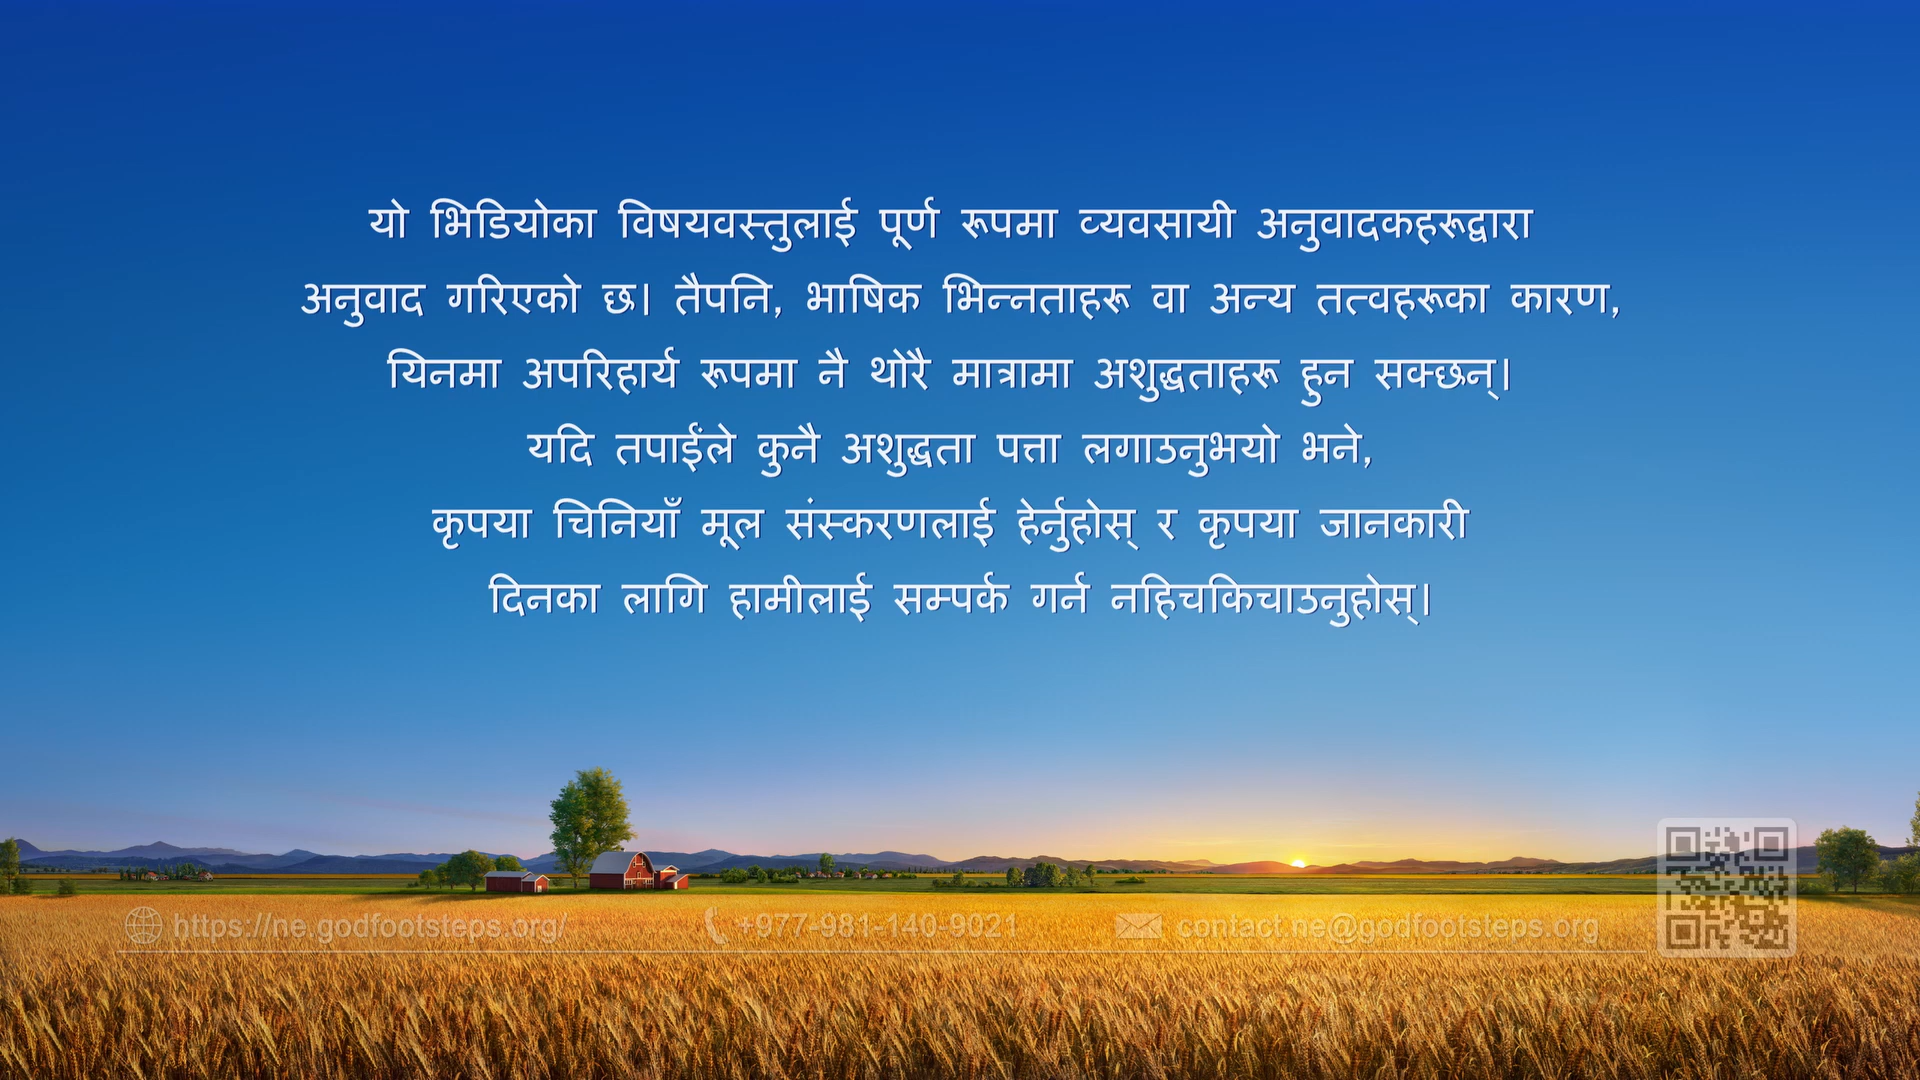 यो भिडियोका विषयवस्तुलाई पूर्ण रूपमा व्यवसायी अनुवादकहरूद्वारा
अनुवाद गरिएको छ। तैपनि, भाषिक भिन्नताहरू वा अन्य तत्वहरूका कारण,
यिनमा अपरिहार्य रूपमा नै थोरै मात्रामा अशुद्धताहरू हुन सक्छन्।
यदि तपाईंले कुनै अशुद्धता पत्ता लगाउनुभयो भने,
कृपया चिनियाँ मूल संस्करणलाई हेर्नुहोस् र कृपया जानकारी
दिनका लागि हामीलाई सम्पर्क गर्न नहिचकिचाउनुहोस्।
https://ne.godfootsteps.org/ +977-981-140-9021 contact.ne@godfootsteps.org